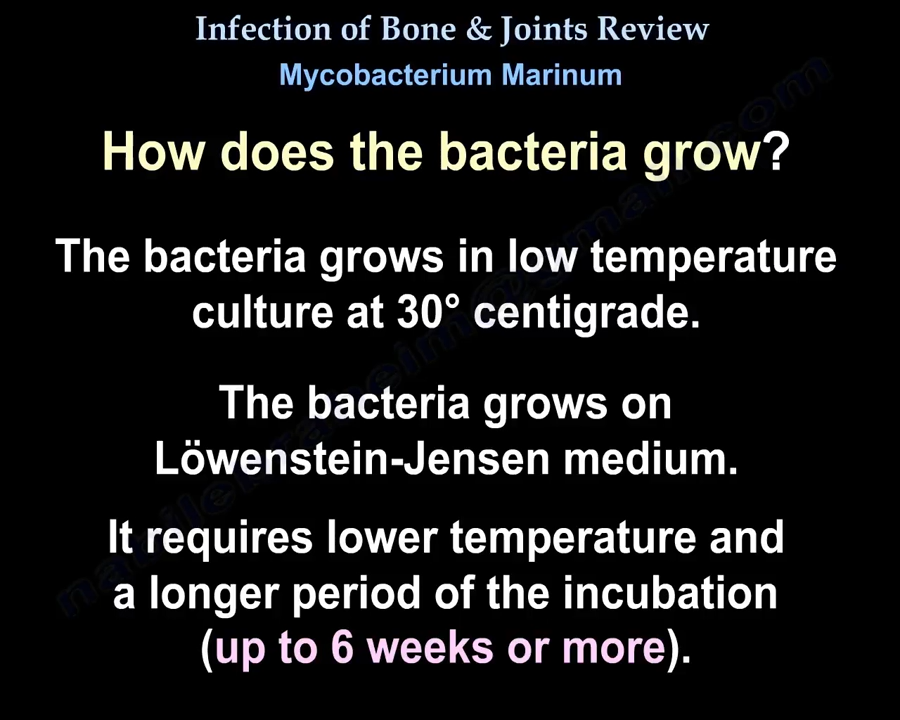 Infection of Bone & Joints Review
Mycobacterium Marinum
How does the bacteria grow?
The bacteria grows in low temperature
culture at 30° centigrade.
The bacteria grows on
Löwenstein-Jensen medium.
It requires lower temperature and
a longer period of the incubation
(up to 6 weeks or more).